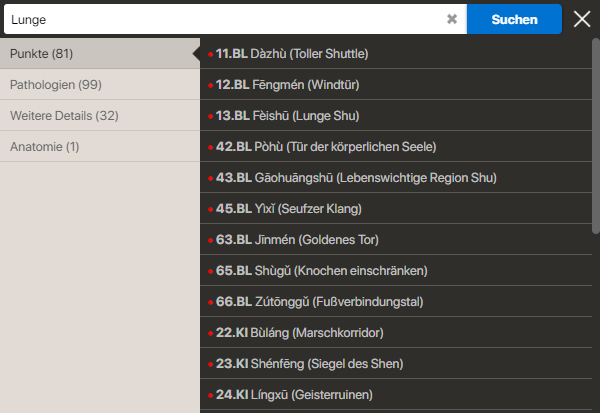 Lunge
Suchen
Punkte (81)
Pathologien (99)
Weitere Details (32)
Anatomie (1)
11.BL Dàzhù (Toller Shuttle)
12.BL Fēngmén (Windtür)
13.BL Fèishū (Lunge Shu)
42.BL Pòhù (Tür der körperlichen Seele)
43.BL Gāohuāngshū (Lebenswichtige Region Shu)
45.BL Yìxǐ (Seufzer Klang)
63.BL Jīnmén (Goldenes Tor)
65.BL Shùgǔ (Knochen einschränken)
66.BL Zútōnggǔ (Fußverbindungstal)
22.KI Bùláng (Marschkorridor)
23.KI Shénfēng (Siegel des Shen)
24.KI Língxū (Geisterruinen)